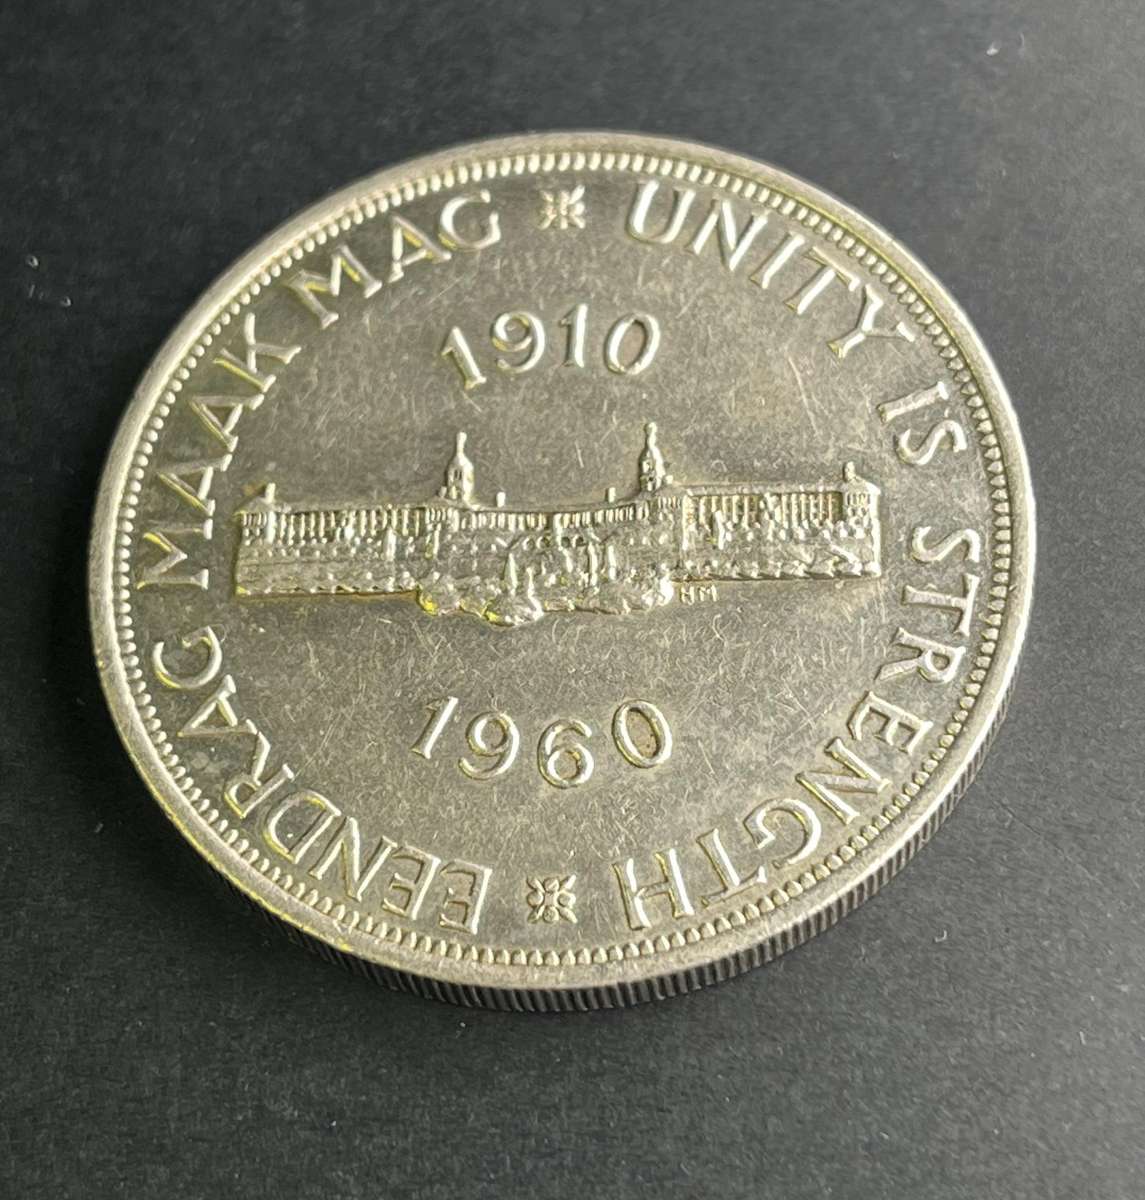 EENDRAG MAAK MAG
UNITY IS STRENGTH
1910
HM
1960